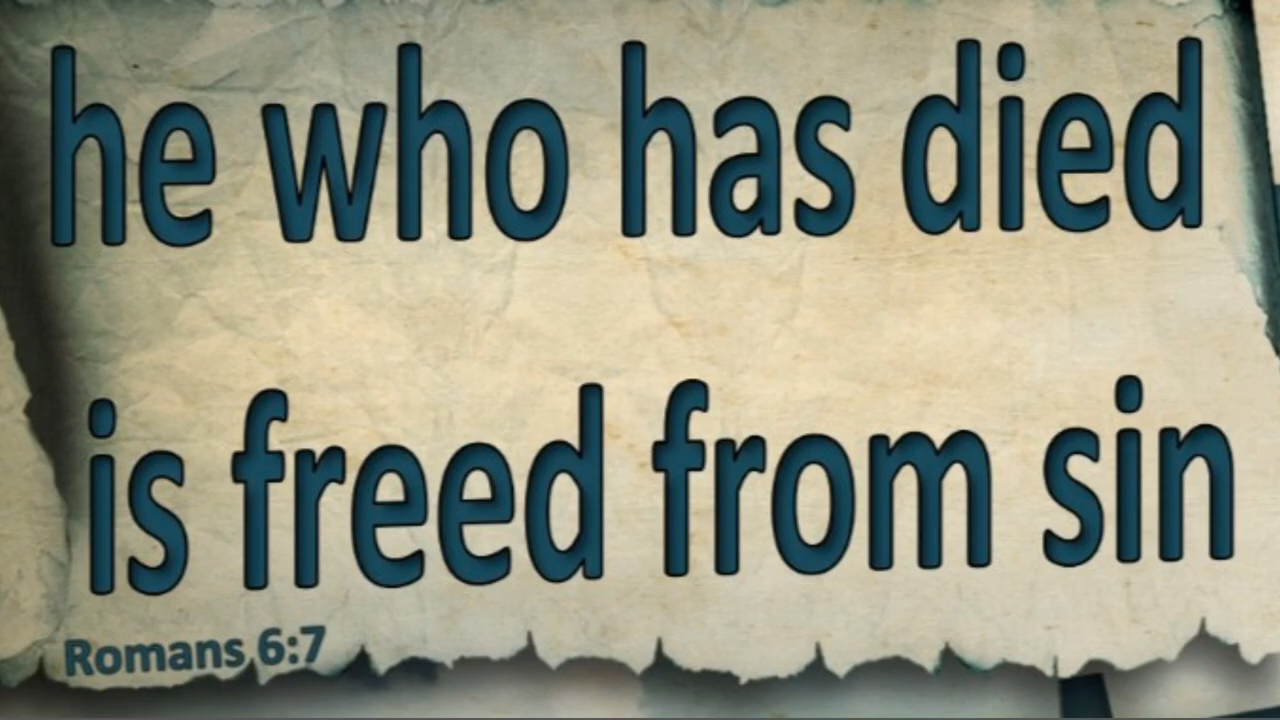 he who has died
is freed from sin
Romans 6:7